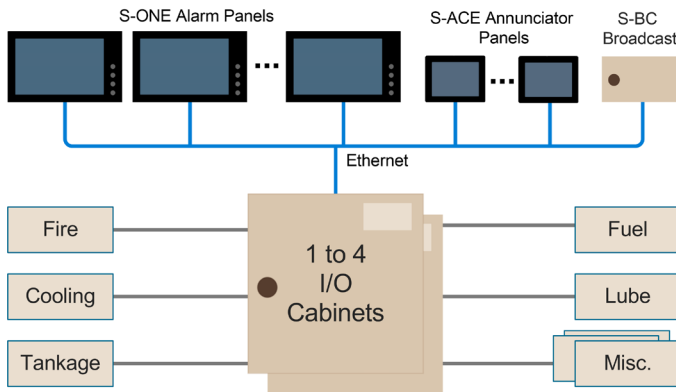 S-ONE Alarm Panels
S-ACE Annunciator
Panels
S-BC
Broadcast
Ethernet
Fire
Cooling
Tankage
1 to 4
I/O
Cabinets
Fuel
Lube
Misc.